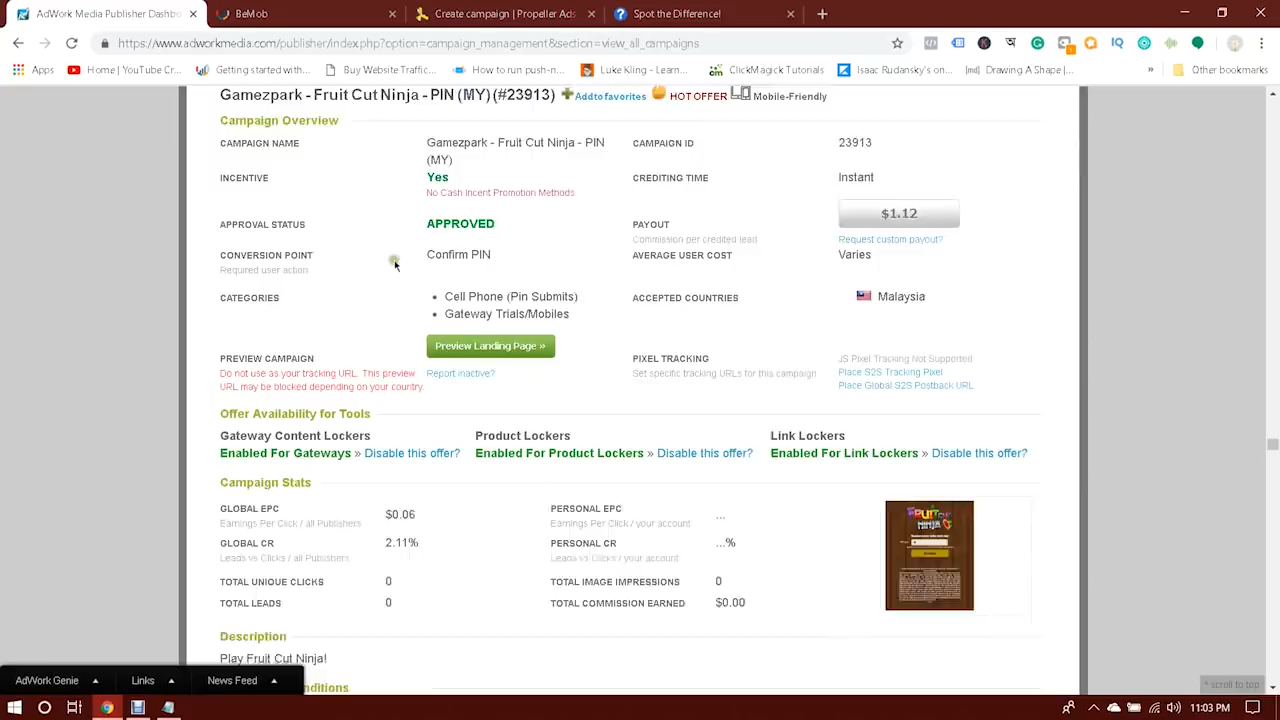 AdWork Media Publisher Dashbo
BeMob
Create campaign | Propeller Ads
Spot the Difference!
https://www.adworkmedia.com/publisher/index.php?option=campaign_management&section=view_all_campaigns
Apps
Home | YouTube Cr...
Getting started with...
Buy Website Traffic...
How to run push-n...
Luke Kling - Learn...
ClickMagick Tutorials
Isaac Rudansky's on...
Drawing A Shape |...
»
Other bookmarks
Gamezpark - Fruit Cut Ninja - PIN (MY) (#23913) Add to favorites HOT OFFER Mobile-Friendly
Campaign Overview
CAMPAIGN NAME
Gamezpark - Fruit Cut Ninja - PIN
(MY)
CAMPAIGN ID
23913
INCENTIVE
Yes
No Cash Incent Promotion Methods
CREDITING TIME
Instant
APPROVAL STATUS
APPROVED
PAYOUT
Commission per credited lead
$1.12
Request custom payout?
CONVERSION POINT
Required user action
Confirm PIN
AVERAGE USER COST
Varies
CATEGORIES
• Cell Phone (Pin Submits)
• Gateway Trials/Mobiles
ACCEPTED COUNTRIES
Malaysia
PREVIEW CAMPAIGN
Do not use as your tracking URL. This preview
URL may be blocked depending on your country.
Preview Landing Page »
Report inactive?
PIXEL TRACKING
Set specific tracking URLs for this campaign
JS Pixel Tracking Not Supported
Place S2S Tracking Pixel
Place Global S2S Postback URL
Offer Availability for Tools
Gateway Content Lockers
Enabled For Gateways » Disable this offer?
Product Lockers
Enabled For Product Lockers » Disable this offer?
Link Lockers
Enabled For Link Lockers » Disable this offer?
Campaign Stats
GLOBAL EPC
Earnings Per Click / all Publishers
$0.06
PERSONAL EPC
Earnings Per Click / your account
...
GLOBAL CR
Leads vs Clicks / all Publishers
2.11%
PERSONAL CR
Leads vs Clicks / your account
...%
TOTAL UNIQUE CLICKS
0
TOTAL IMAGE IMPRESSIONS
0
TOTAL LEADS
0
TOTAL COMMISSION EARNED
$0.00
FRUIT CUT
NINJA
Description
Play Fruit Cut Ninja!
nditions
^ scroll to top
AdWork Genie
Links
News Feed
11:03 PM